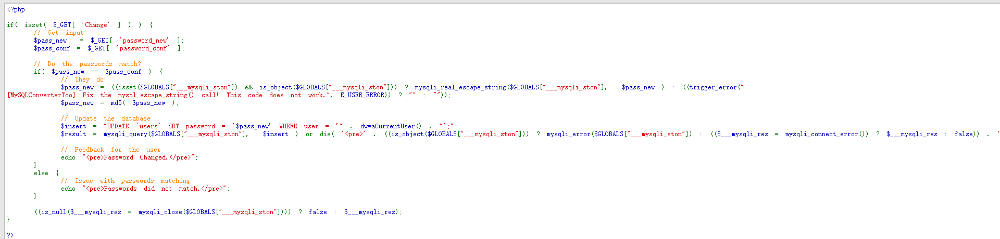 <?php

if( isset( $_GET[ 'Change' ] ) ) {
// Get input
$pass_new = $_GET[ 'password_new' ];
$pass_conf = $_GET[ 'password_conf' ];

// Do the passwords match?
if( $pass_new == $pass_conf ) {
// They do!
$pass_new = ((isset($GLOBALS["___mysqli_ston"]) && is_object($GLOBALS["___mysqli_ston"])) ? mysqli_real_escape_string($GLOBALS["___mysqli_ston"], $pass_new ) : ((trigger_error("
[MySQLConverterToo] Fix the mysql_escape_string() call! This code does not work.", E_USER_ERROR)) ? "" : ""));
$pass_new = md5( $pass_new );

// Update the database
$insert = "UPDATE `users` SET password = '$pass_new' WHERE user = '" . dvwaCurrentUser() . "';";
$result = mysqli_query($GLOBALS["___mysqli_ston"], $insert ) or die( '<pre>' . ((is_object($GLOBALS["___mysqli_ston"])) ? mysqli_error($GLOBALS["___mysqli_ston"]) : (($___mysqli_res = mysqli_connect_error()) ? $___mysqli_res : false)) . '

// Feedback for the user
echo "<pre>Password Changed.</pre>";
}
else {
// Issue with passwords matching
echo "<pre>Passwords did not match.</pre>";
}

((is_null($___mysqli_res = mysqli_close($GLOBALS["___mysqli_ston"]))) ? false : $___mysqli_res);
}

?>